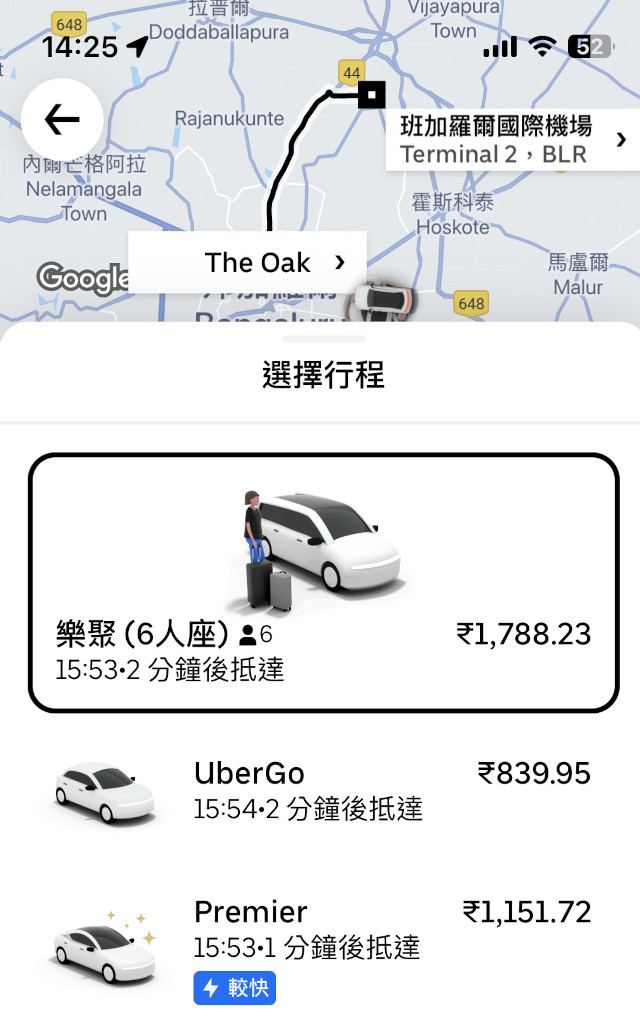 拉普爾
Doddaballapura
Vijayapura
Town
648
14:25
52
44
Rajanukunte
班加羅爾國際機場
Terminal 2，BLR
內爾芒格阿拉
Nelamangala
Town
霍斯科泰
Hoskote
The Oak
馬盧爾
Malur
Google
648
Bengaluru
選擇行程
樂聚 (6人座) 6
₹1,788.23
15:53•2 分鐘後抵達
UberGo
₹839.95
15:54•2 分鐘後抵達
Premier
₹1,151.72
15:53•1 分鐘後抵達
較快